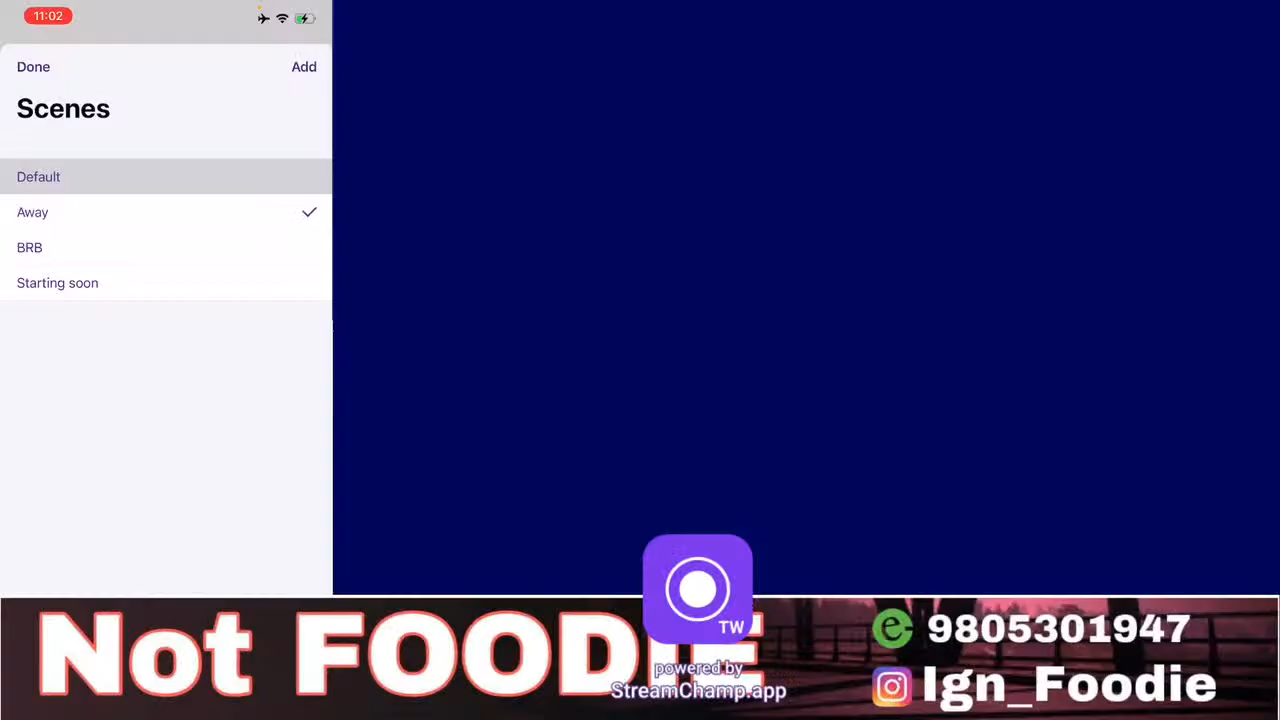 11:02
Done
Add
Scenes
Default
Away
BRB
Starting soon
Not FOODIE
TW
powered by
StreamChamp.app
9805301947
Ign_Foodie